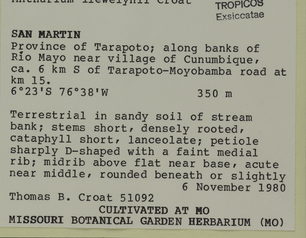 Anthurium llewelynii Croat
TROPICOS
Exsiccatae
SAN MARTIN
Province of Tarapoto; along banks of
Río Mayo near village of Cunumbique,
ca. 6 km S of Tarapoto-Moyobamba road at
km 15.
6°23'S 76°38'W 350 m
Terrestrial in sandy soil of stream
bank; stems short, densely rooted,
cataphyll short, lanceolate; petiole
sharply D-shaped with a faint medial
rib; midrib above flat near base, acute
near middle, rounded beneath or slightly
6 November 1980
Thomas B. Croat 51092
CULTIVATED AT MO
MISSOURI BOTANICAL GARDEN HERBARIUM (MO)